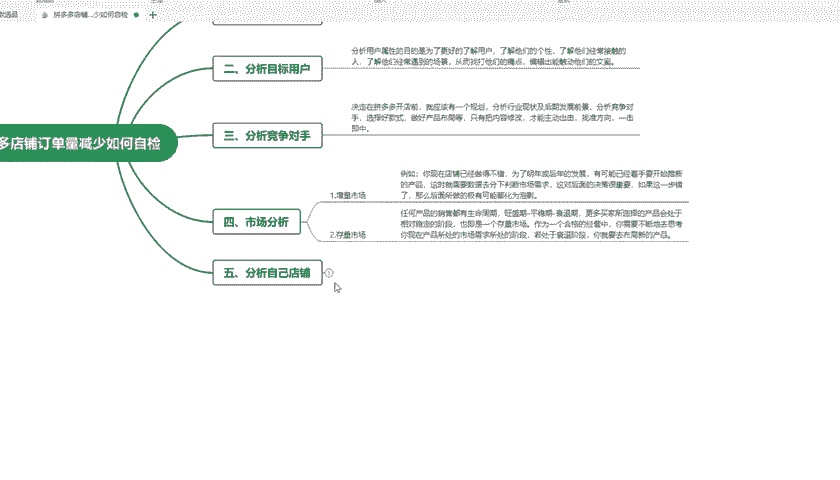 拼多多店铺...少如何自检
多店铺订单量减少如何自检
二、分析目标用户
分析用户属性的目的是为了更好的了解用户，了解他们的个性，了解他们经常接触的
人，了解他们经常遇到的场景。从而找打他们的痛点，编辑出能触动他们的文案。
三、分析竞争对手
决定在拼多多开店前，就应该有一个规划，分析行业现状及后期发展前景、分析竞争对
手，选择好款式，做好产品布局等，只有把内容修改，才能主动出击，找准方向，一击
即中。
四、市场分析
1.增量市场
例如：你现在店铺已经做得不错，为了明年或后年的发展，有可能已经着手要开始推新
的产品，这时就需要数据去分下判断市场需求，这对后面的决策很重要，如果这一步错
了，那么后面所做的极有可能都化为泡影。
2.存量市场
任何产品的销售都有生命周期，旺盛期-平稳期-衰退期，更多买家所选择的产品会处于
相对稳定的阶段，也即是一个存量市场。作为一个合格的经营中，你需要不断地去思考
你现在产品所处的市场需求所处的阶段，若处于衰退阶段，你就要去布局新的产品。
五、分析自己店铺